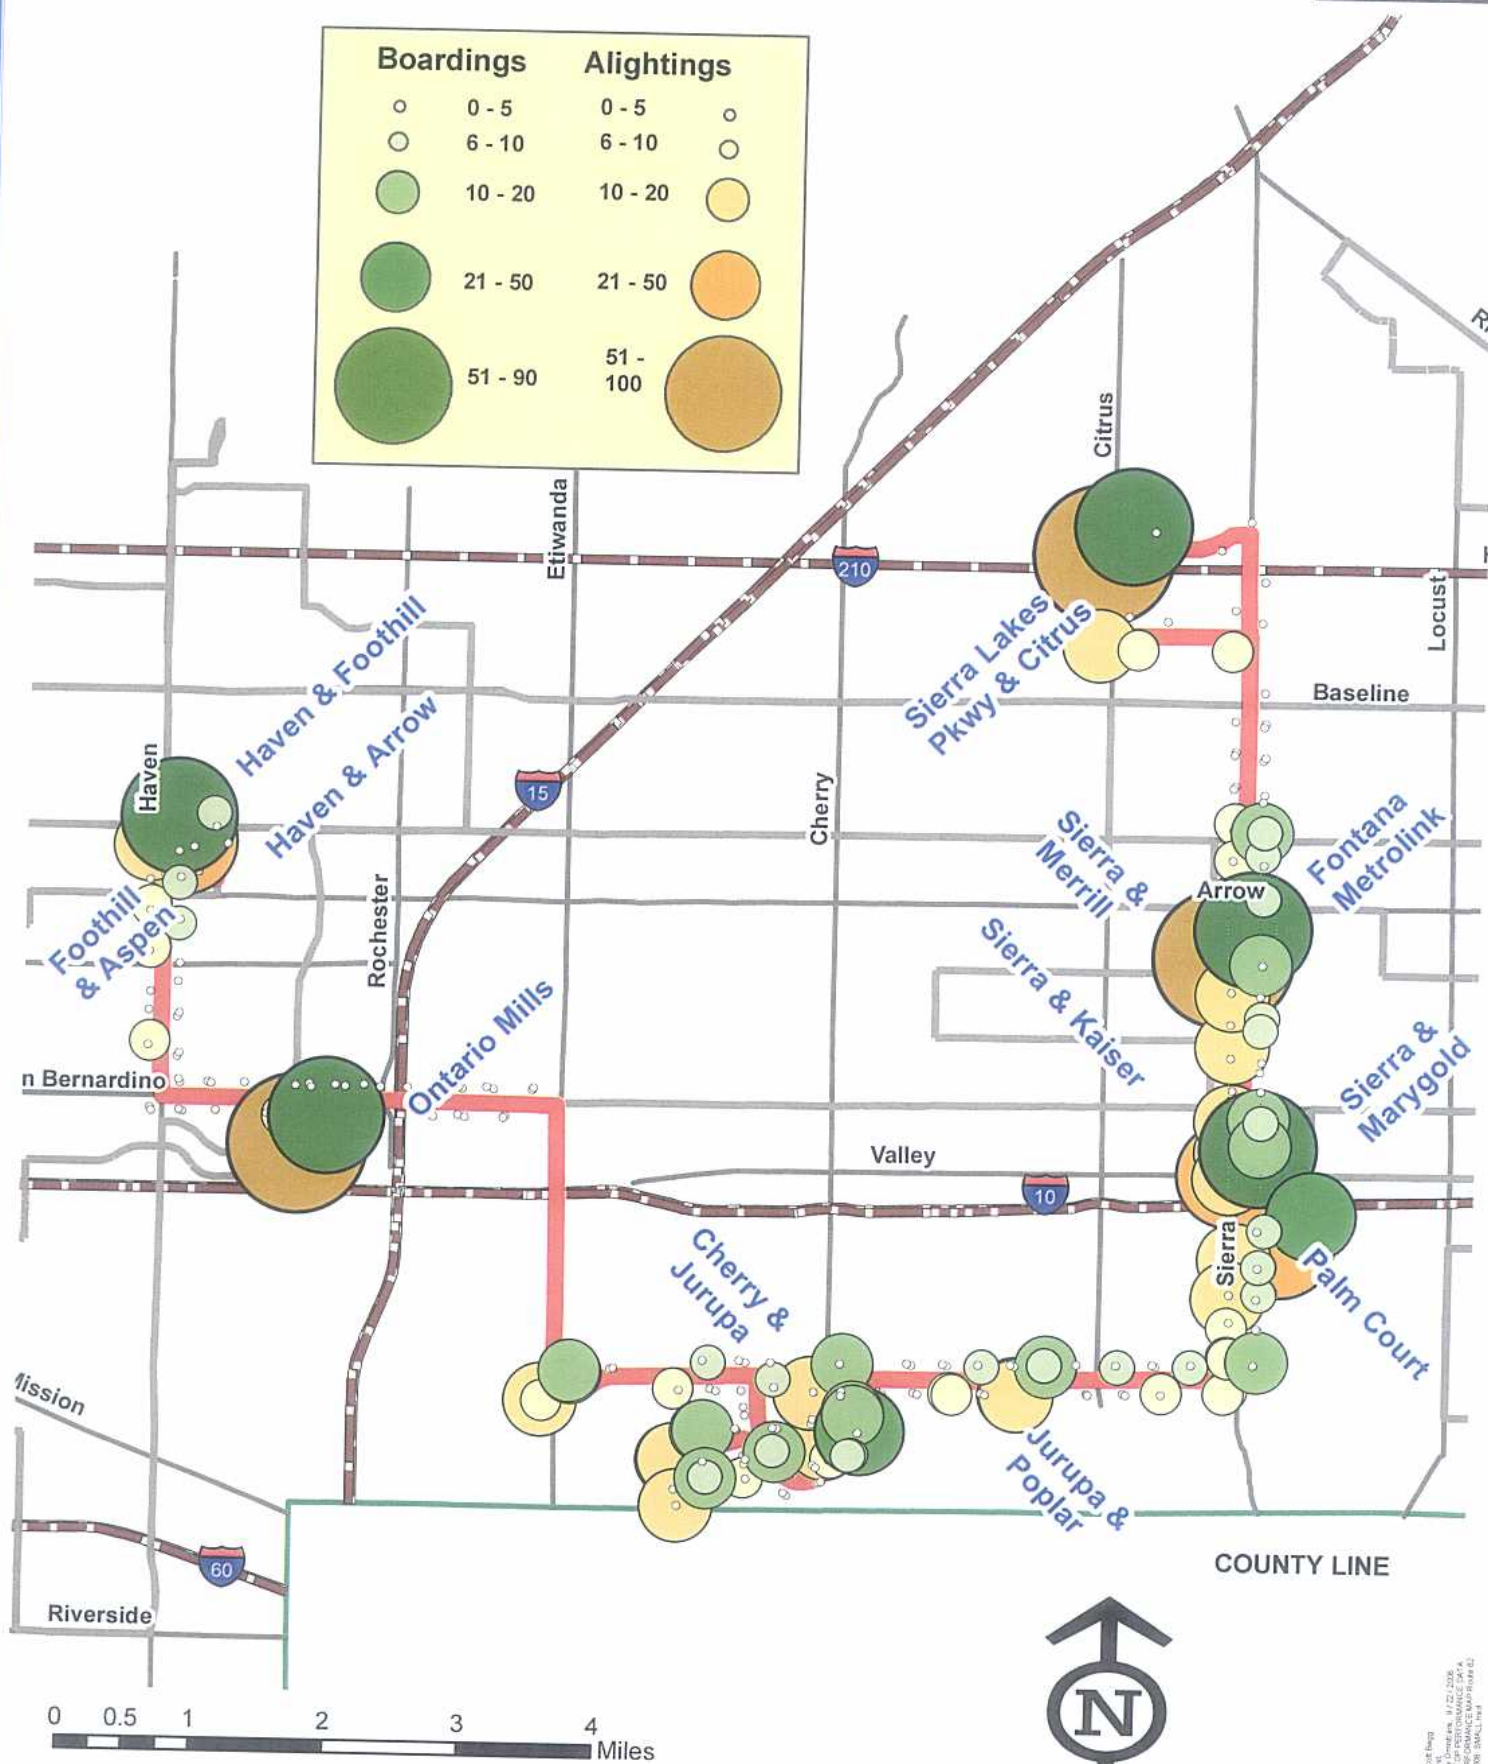 Boardings Alightings
0 - 5 0 - 5
6 - 10 6 - 10
10 - 20 10 - 20
21 - 50 21 - 50
51 - 90 51 -
100
Citrus
Etiwanda
210
Locust
Sierra Lakes
Pkwy & Citrus
Baseline
Haven & Foothill
Haven & Arrow
Haven
15
Cherry
Sierra &
Merrill
Fontana
Metrolink
Arrow
Foothill
& Aspen
Rochester
Sierra & Kaiser
Ontario Mills
Sierra &
Marygold
n Bernardino
Valley
10
Sierra
Cherry &
Jurupa
Palm Court
Mission
Jurupa &
Poplar
60
COUNTY LINE
Riverside
N
0 0.5 1 2 3 4
Miles